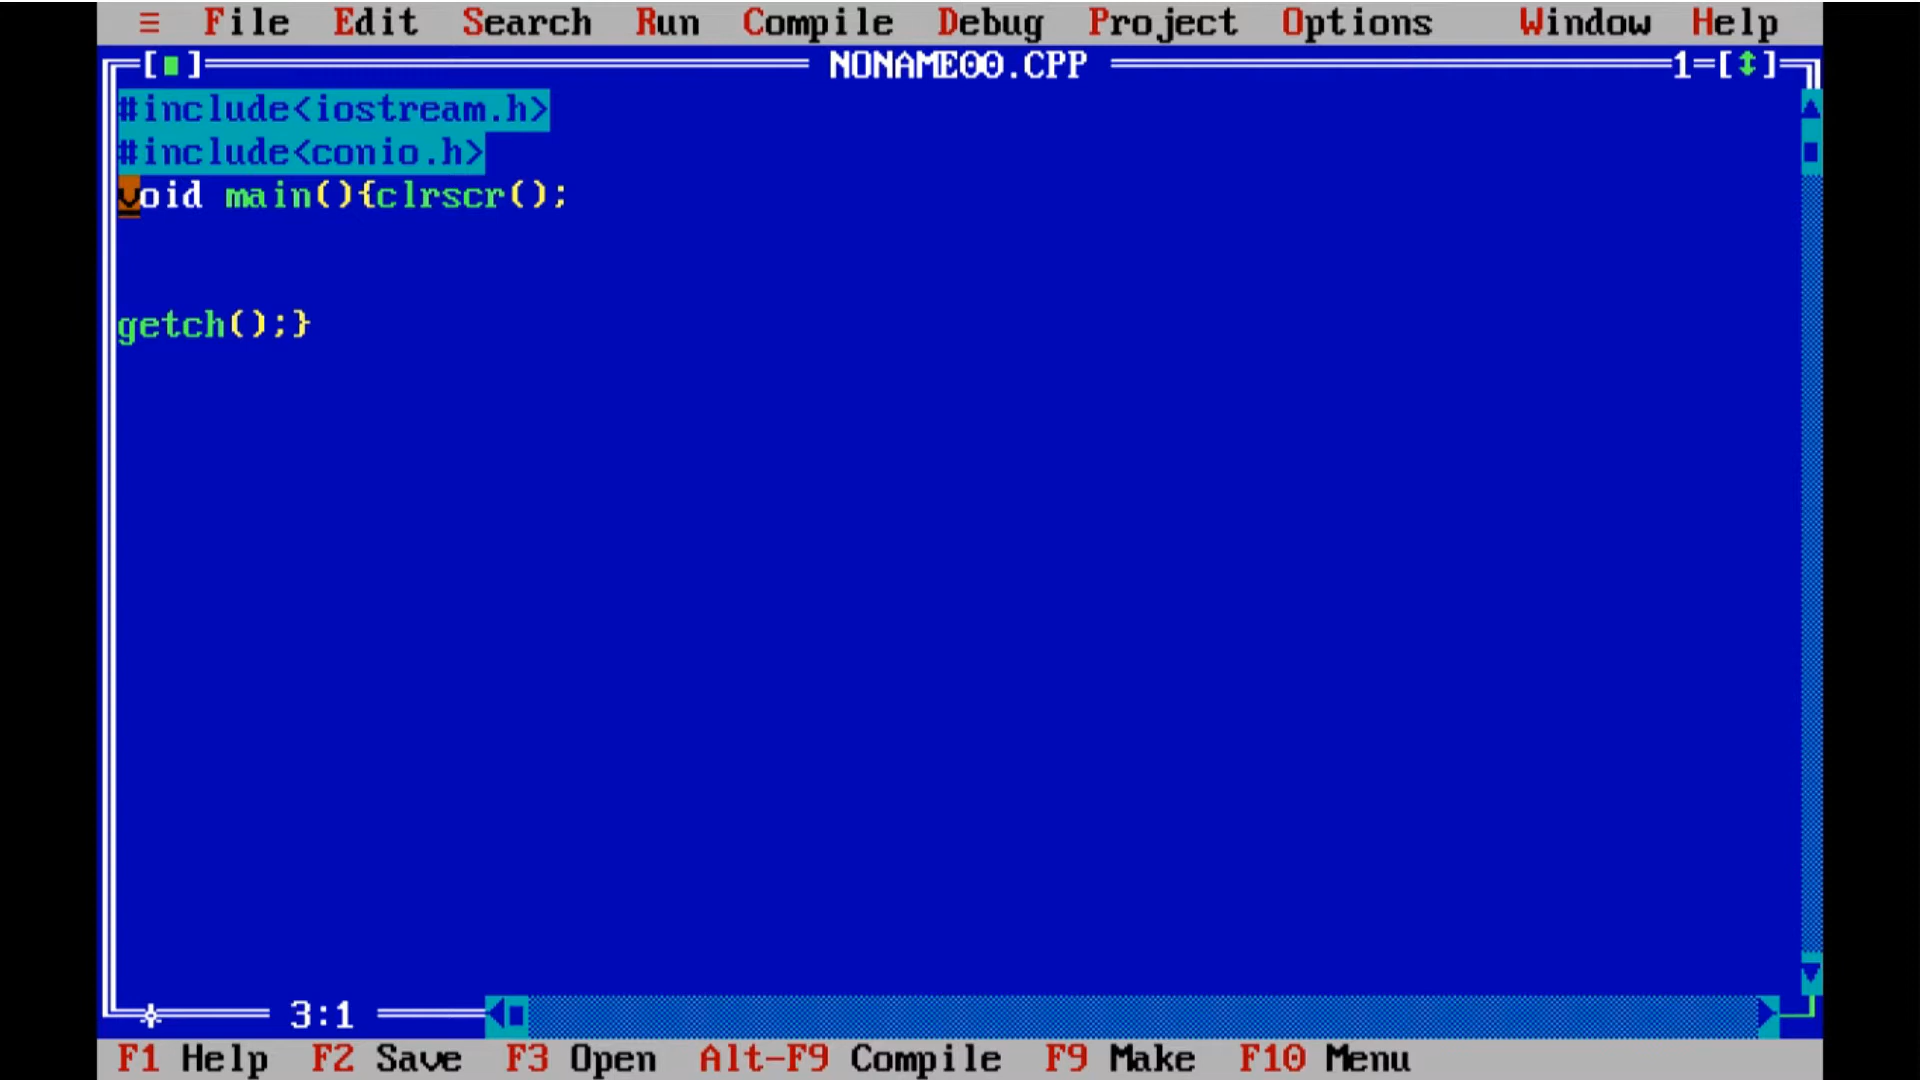 ≡ File Edit Search Run Compile Debug Project Options Window Help
[■] NONAME00.CPP 1=[↕]
#include<iostream.h>
#include<conio.h>
void main(){clrscr();
getch();}
3:1
F1 Help F2 Save F3 Open Alt-F9 Compile F9 Make F10 Menu